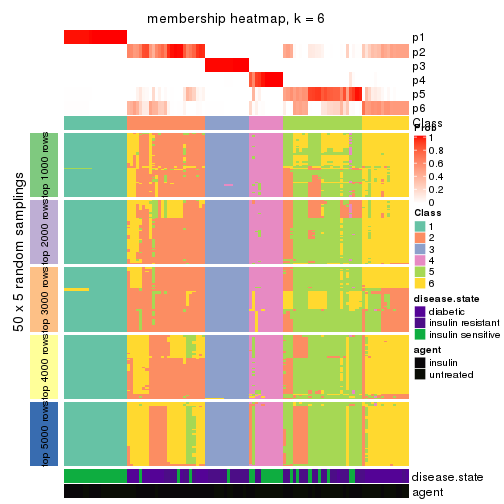 membership heatmap, k = 6
p1
p2
p3
p4
p5
p6
Class
Prob
1
0.8
0.6
0.4
0.2
0
Class
1
2
3
4
5
6
disease.state
diabetic
insulin resistant
insulin sensitive
agent
insulin
untreated
50 x 5 random samplings
top 1000 rows
top 2000 rows
top 3000 rows
top 4000 rows
top 5000 rows
disease.state
agent